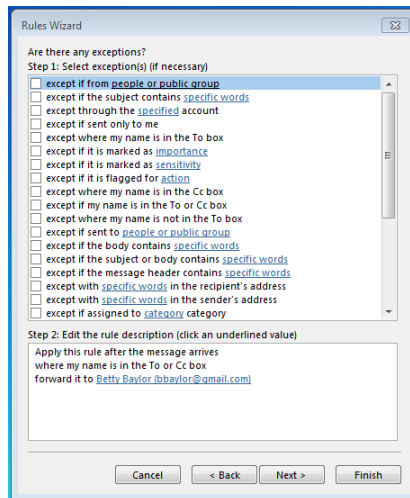 Rules Wizard
Are there any exceptions?
Step 1: Select exception(s) (if necessary)
except if from people or public group
except if the subject contains specific words
except through the specified account
except if sent only to me
except where my name is in the To box
except if it is marked as importance
except if it is marked as sensitivity
except if it is flagged for action
except where my name is in the Cc box
except if my name is in the To or Cc box
except where my name is not in the To box
except if sent to people or public group
except if the body contains specific words
except if the subject or body contains specific words
except if the message header contains specific words
except with specific words in the recipient's address
except with specific words in the sender's address
except if assigned to category category
Step 2: Edit the rule description (click an underlined value)
Apply this rule after the message arrives
where my name is in the To or Cc box
forward it to Betty Baylor (bbaylor@gmail.com)
Cancel < Back Next > Finish